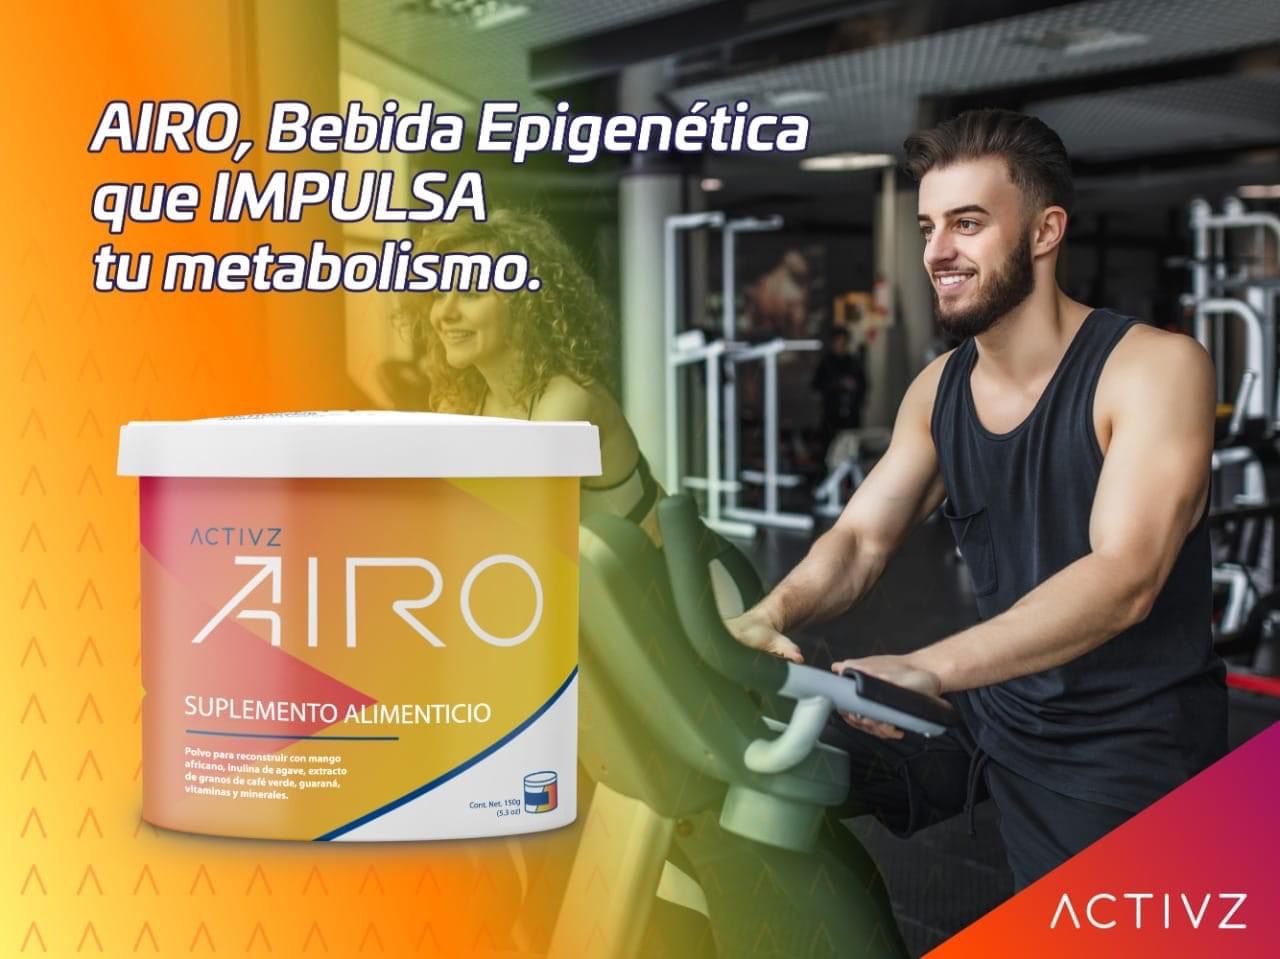 AIRO, Bebida Epigenética
que IMPULSA
tu metabolismo.
ACTIVZ
AIRO
SUPLEMENTO ALIMENTICIO
Polvo para reconstruir con mango
africano, inulina de agave, extracto
de granos de café verde, guaraná,
vitaminas y minerales.
Cont. Net. 150g
(5.3 oz)
ACTIVZ